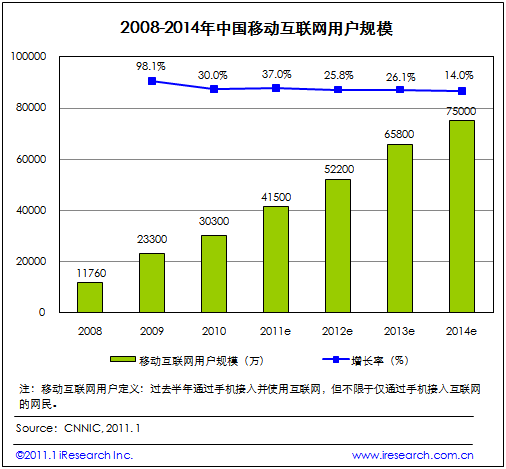 2008-2014年中国移动互联网用户规模
98.1% 30.0% 37.0% 25.8% 26.1% 14.0%
100000
80000
60000
40000
20000
0
11760 23300 30300 41500 52200 65800 75000
2008 2009 2010 2011e 2012e 2013e 2014e
移动互联网用户规模（万） 增长率（%）
注：移动互联网用户定义：过去半年通过手机接入并使用互联网，但不限于仅通过手机接入互联网
的网民。
Source：CNNIC, 2011.1
©2011.1 iResearch Inc. www.iresearch.com.cn